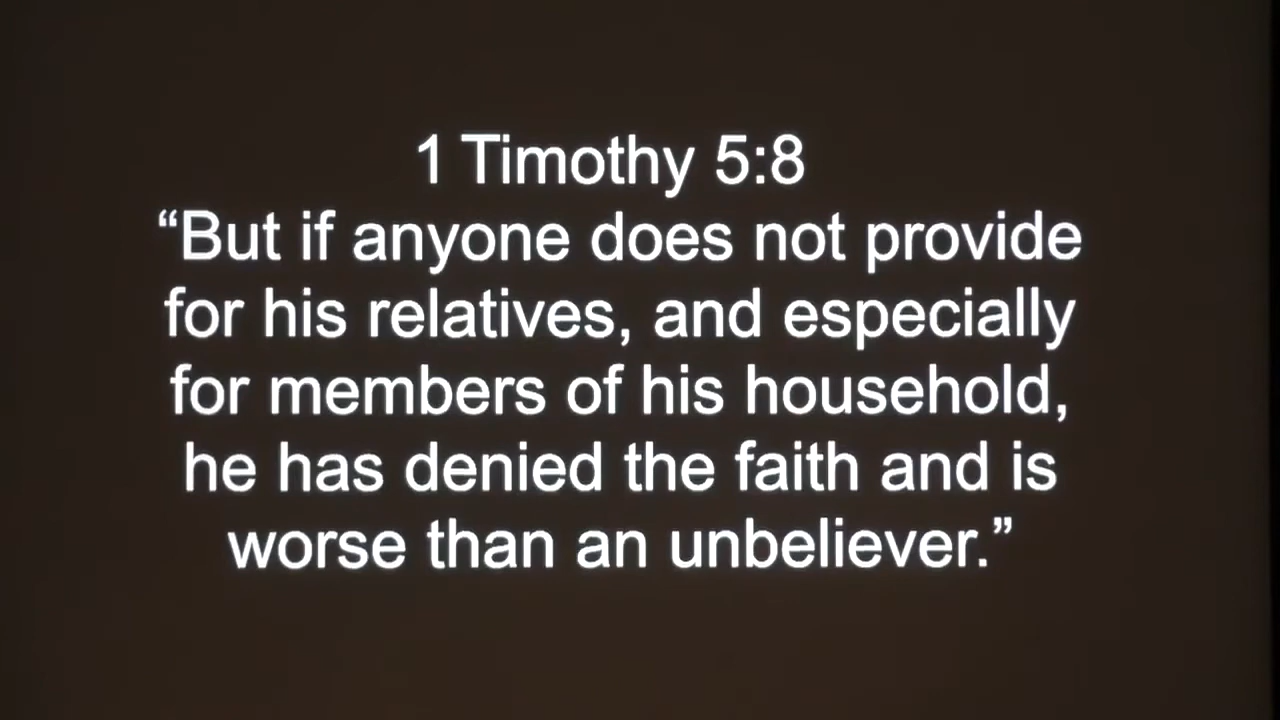 1 Timothy 5:8
“But if anyone does not provide
for his relatives, and especially
for members of his household,
he has denied the faith and is
worse than an unbeliever.”